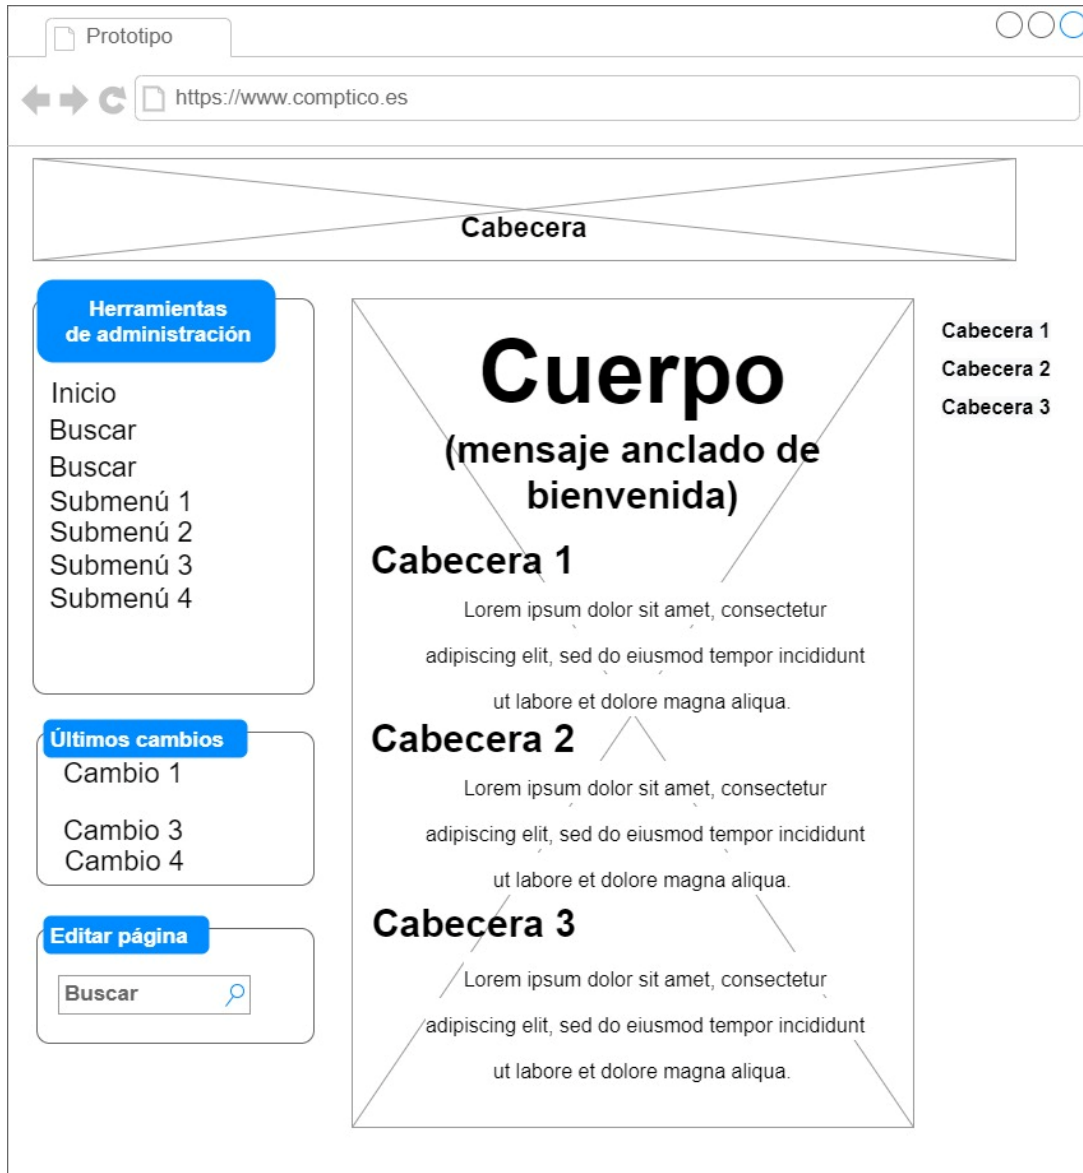 Prototipo
https://www.comptico.es
Cabecera
Herramientas
de administración
Inicio
Buscar
Buscar
Submenú 1
Submenú 2
Submenú 3
Submenú 4
Últimos cambios
Cambio 1
Cambio 3
Cambio 4
Editar página
Buscar
Cuerpo
(mensaje anclado de
bienvenida)
Cabecera 1
Lorem ipsum dolor sit amet, consectetur
adipiscing elit, sed do eiusmod tempor incididunt
ut labore et dolore magna aliqua.
Cabecera 2
Lorem ipsum dolor sit amet, consectetur
adipiscing elit, sed do eiusmod tempor incididunt
ut labore et dolore magna aliqua.
Cabecera 3
Lorem ipsum dolor sit amet, consectetur
adipiscing elit, sed do eiusmod tempor incididunt
ut labore et dolore magna aliqua.
Cabecera 1
Cabecera 2
Cabecera 3